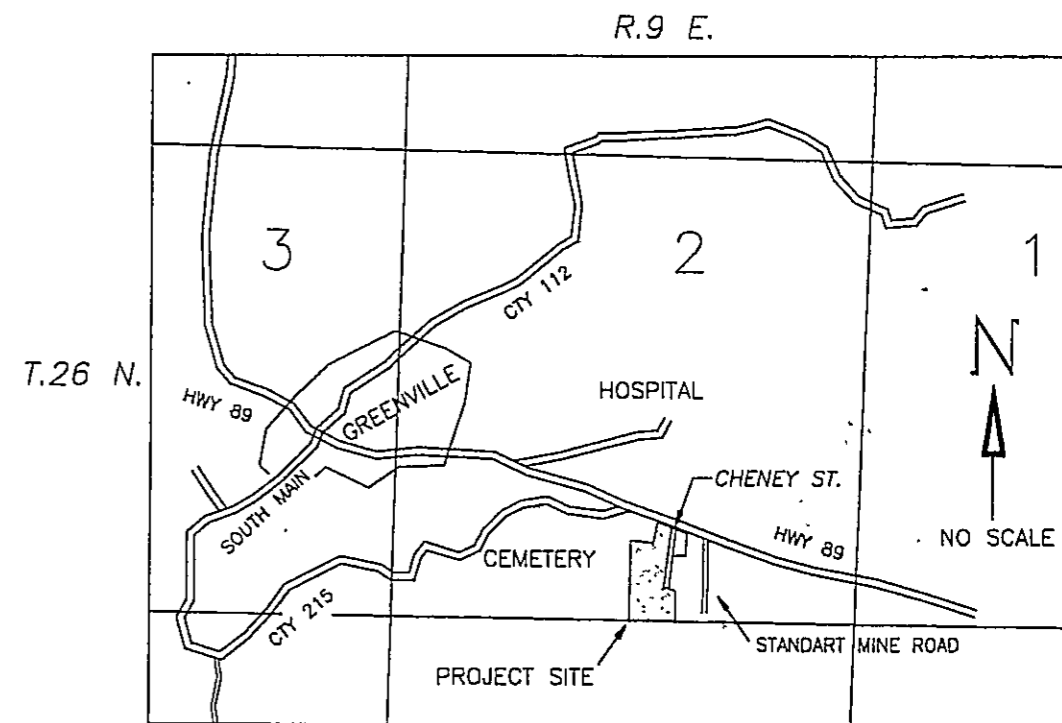 R.9 E.
3
2
1
CTY 112
N
T.26 N.
HWY 89
GREENVILLE
HOSPITAL
CHENEY ST.
SOUTH MAIN
HWY 89
NO SCALE
CEMETERY
CTY 215
STANDART MINE ROAD
PROJECT SITE